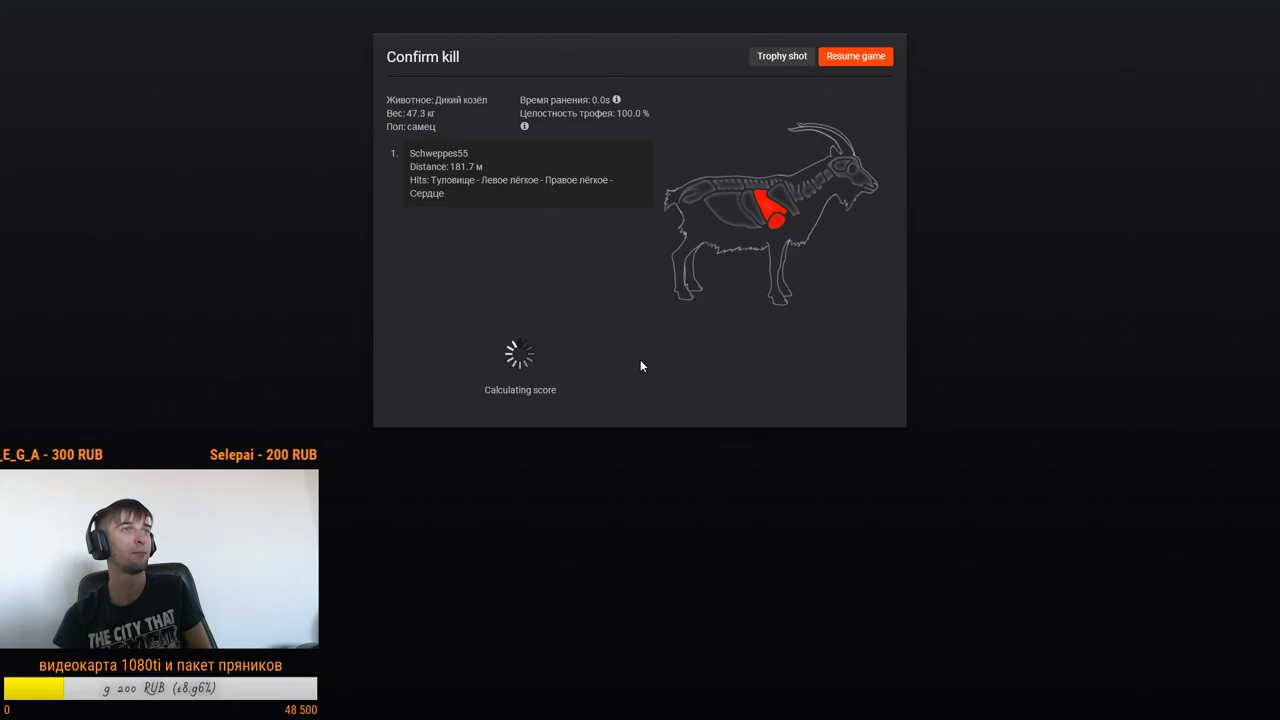 Confirm kill
Trophy shot
Resume game
Животное: Дикий козёл
Вес: 47.3 кг
Пол: самец
Время ранения: 0.0s
Целостность трофея: 100.0 %
1.
Schweppes55
Distance: 181.7 м
Hits: Туловище - Левое лёгкое - Правое лёгкое -
Сердце
Calculating score
_E_G_A - 300 RUB
Selepai - 200 RUB
THE CITY THAT
видеокарта 1080ti и пакет пряников
9 200 RUB (18.96%)
0
48 500